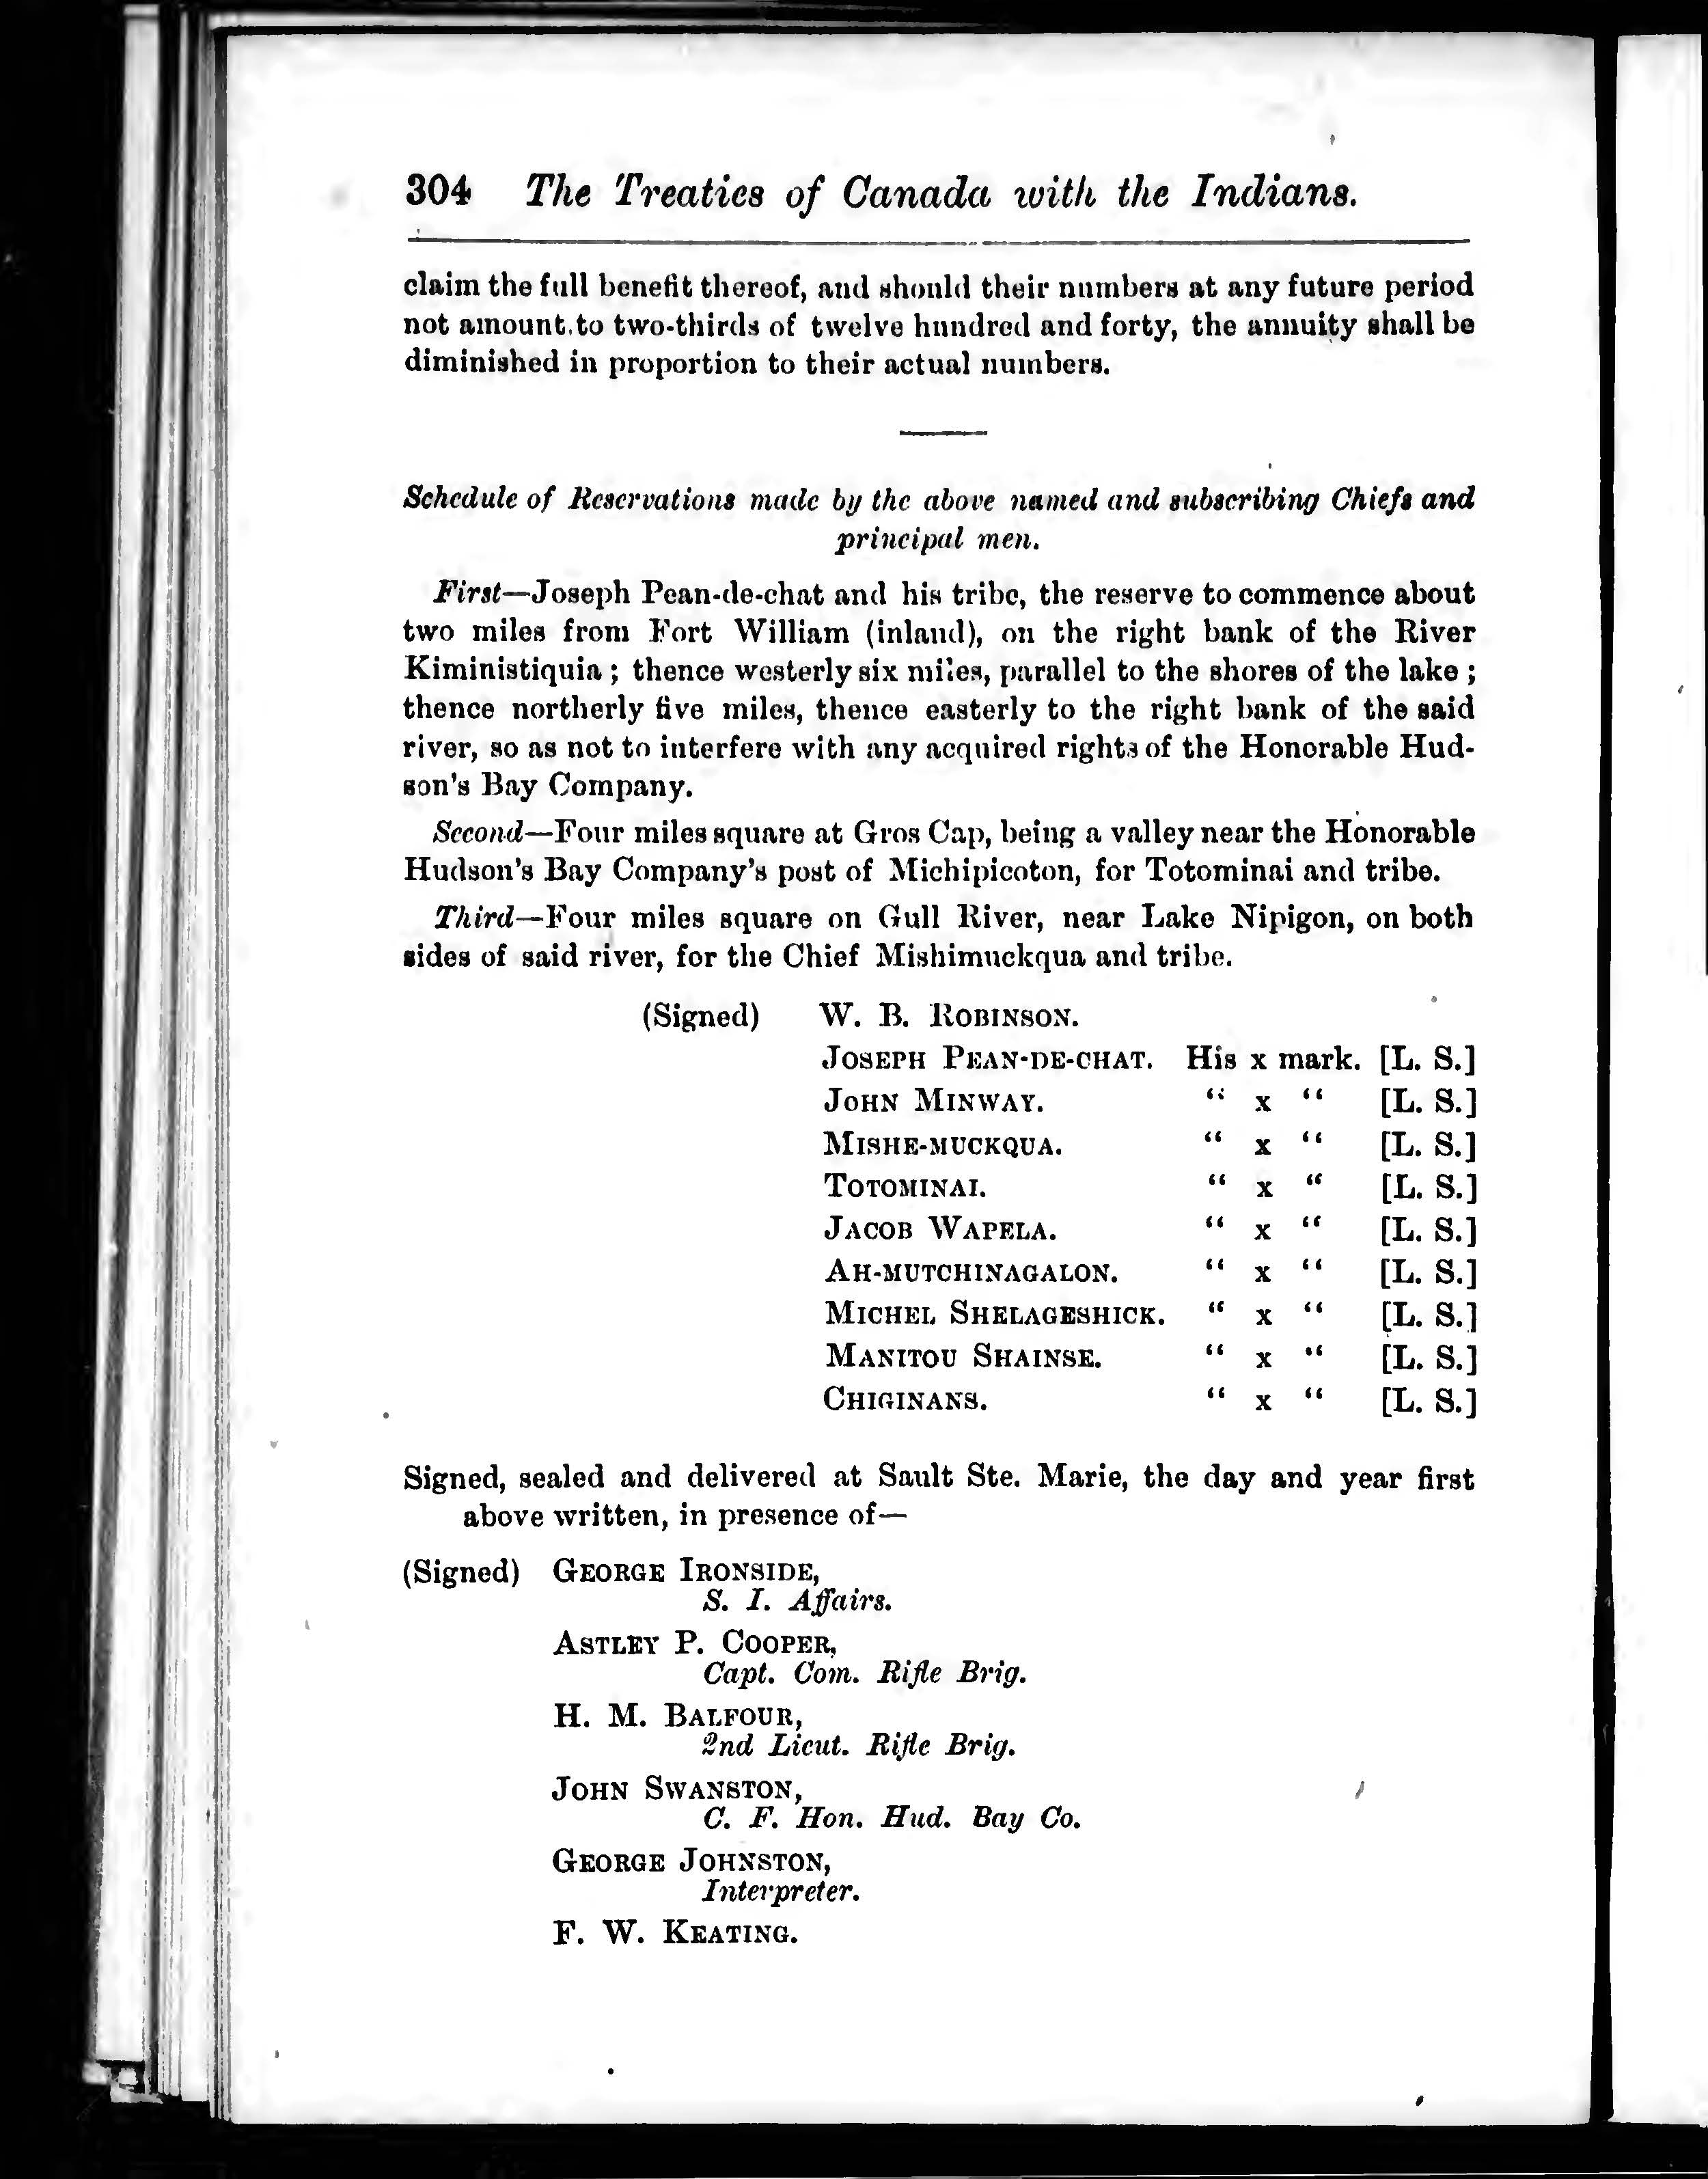 304 The Treaties of Canada with the Indians.
claim the full benefit thereof, and should their numbers at any future period
not amount to two-thirds of twelve hundred and forty, the annuity shall be
diminished in proportion to their actual numbers.
Schedule of Reservations made by the above named and subscribing Chiefs and
principal men.
First—Joseph Pean-de-chat and his tribe, the reserve to commence about
two miles from Fort William (inland), on the right bank of the River
Kiministiquia; thence westerly six miles, parallel to the shores of the lake;
thence northerly five miles, thence easterly to the right bank of the said
river, so as not to interfere with any acquired rights of the Honorable Hud-
son's Bay Company.
Second—Four miles square at Gros Cap, being a valley near the Honorable
Hudson's Bay Company's post of Michipicoton, for Totominai and tribe.
Third—Four miles square on Gull River, near Lake Nipigon, on both
sides of said river, for the Chief Mishimuckqua and tribe.
(Signed) W. B. ROBINSON.
JOSEPH PEAN-DE-CHAT. His x mark. [L. S.]
JOHN MINWAY. " x " [L. S.]
MISHE-MUCKQUA. " x " [L. S.]
TOTOMINAI. " x " [L. S.]
JACOB WAPELA. " x " [L. S.]
AH-MUTCHINAGALON. " x " [L. S.]
MICHEL SHELAGESHICK. " x " [L. S.]
MANITOU SHAINSE. " x " [L. S.]
CHIGINANS. " x " [L. S.]
Signed, sealed and delivered at Sault Ste. Marie, the day and year first
above written, in presence of—
(Signed) GEORGE IRONSIDE,
S. I. Affairs.
ASTLEY P. COOPER,
Capt. Com. Rifle Brig.
H. M. BALFOUR,
2nd Lieut. Rifle Brig.
JOHN SWANSTON,
C. F. Hon. Hud. Bay Co.
GEORGE JOHNSTON,
Interpreter.
F. W. KEATING.